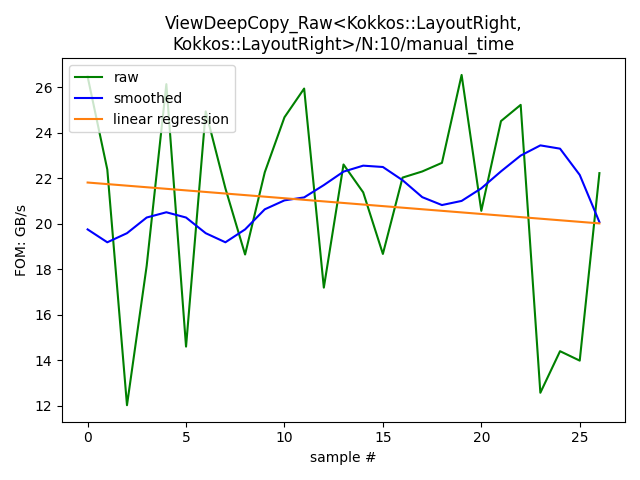 ViewDeepCopy_Raw<Kokkos::LayoutRight,
Kokkos::LayoutRight>/N:10/manual_time
raw
smoothed
linear regression
FOM: GB/s
26
24
22
20
18
16
14
12
0
5
10
15
20
25
sample #